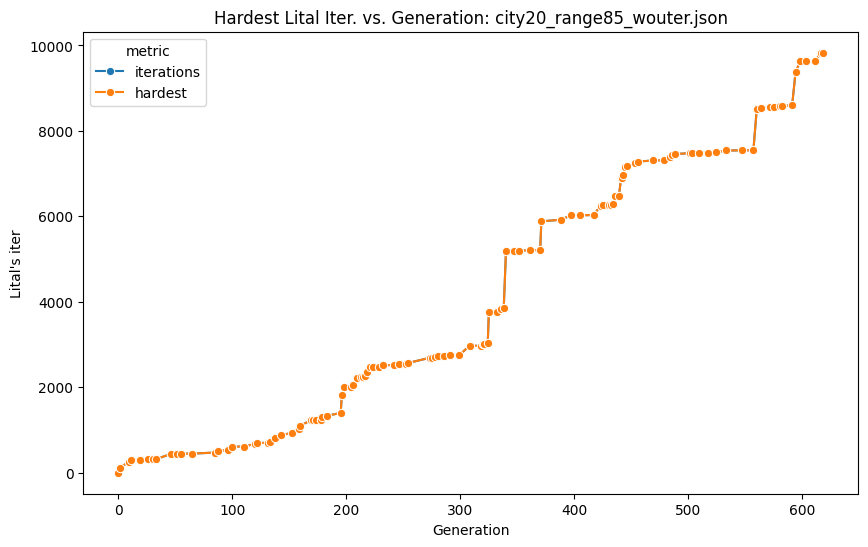 Hardest Lital Iter. vs. Generation: city20_range85_wouter.json
metric
iterations
hardest
10000
8000
6000
4000
2000
0
Lital's iter
0 100 200 300 400 500 600
Generation